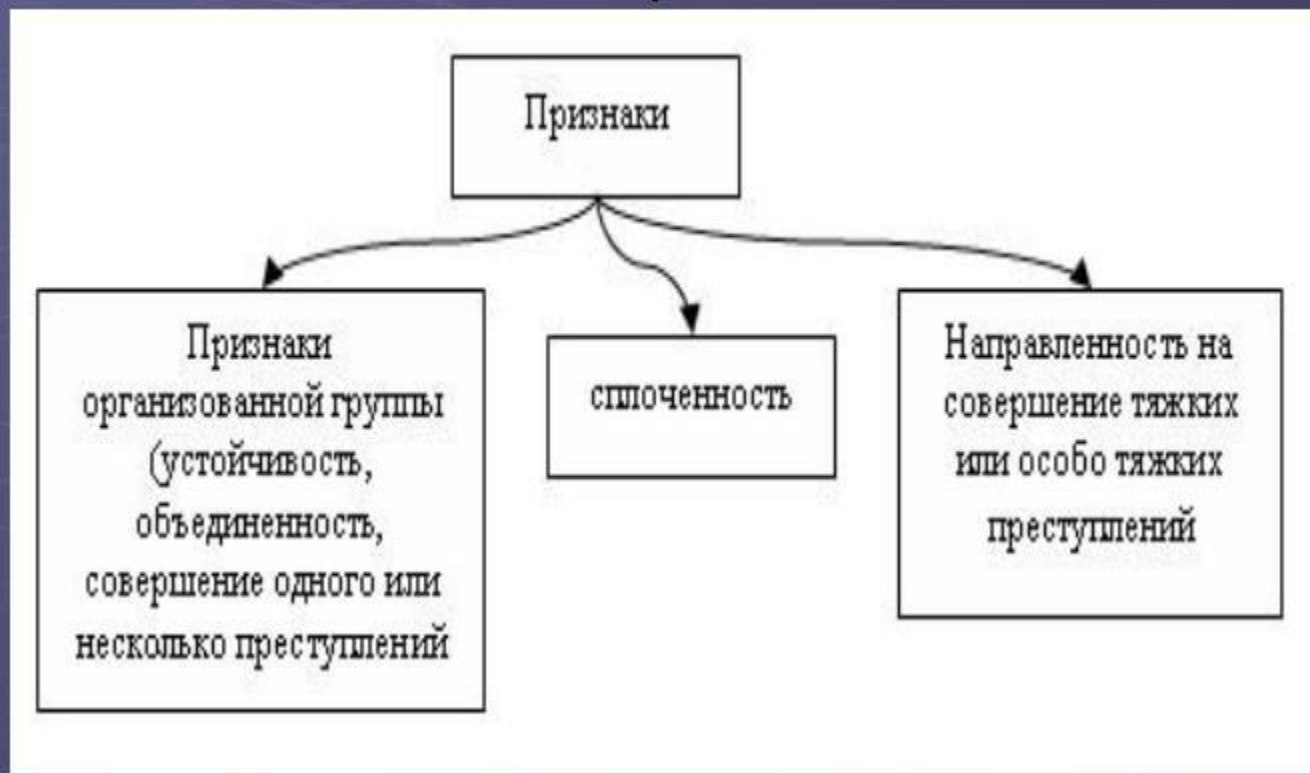 Признаки
Признаки
организованной группы
(устойчивость,
объединенность,
совершение одного или
несколько преступлений
сплоченность
Направленность на
совершение тяжких
или особо тяжких
преступлений